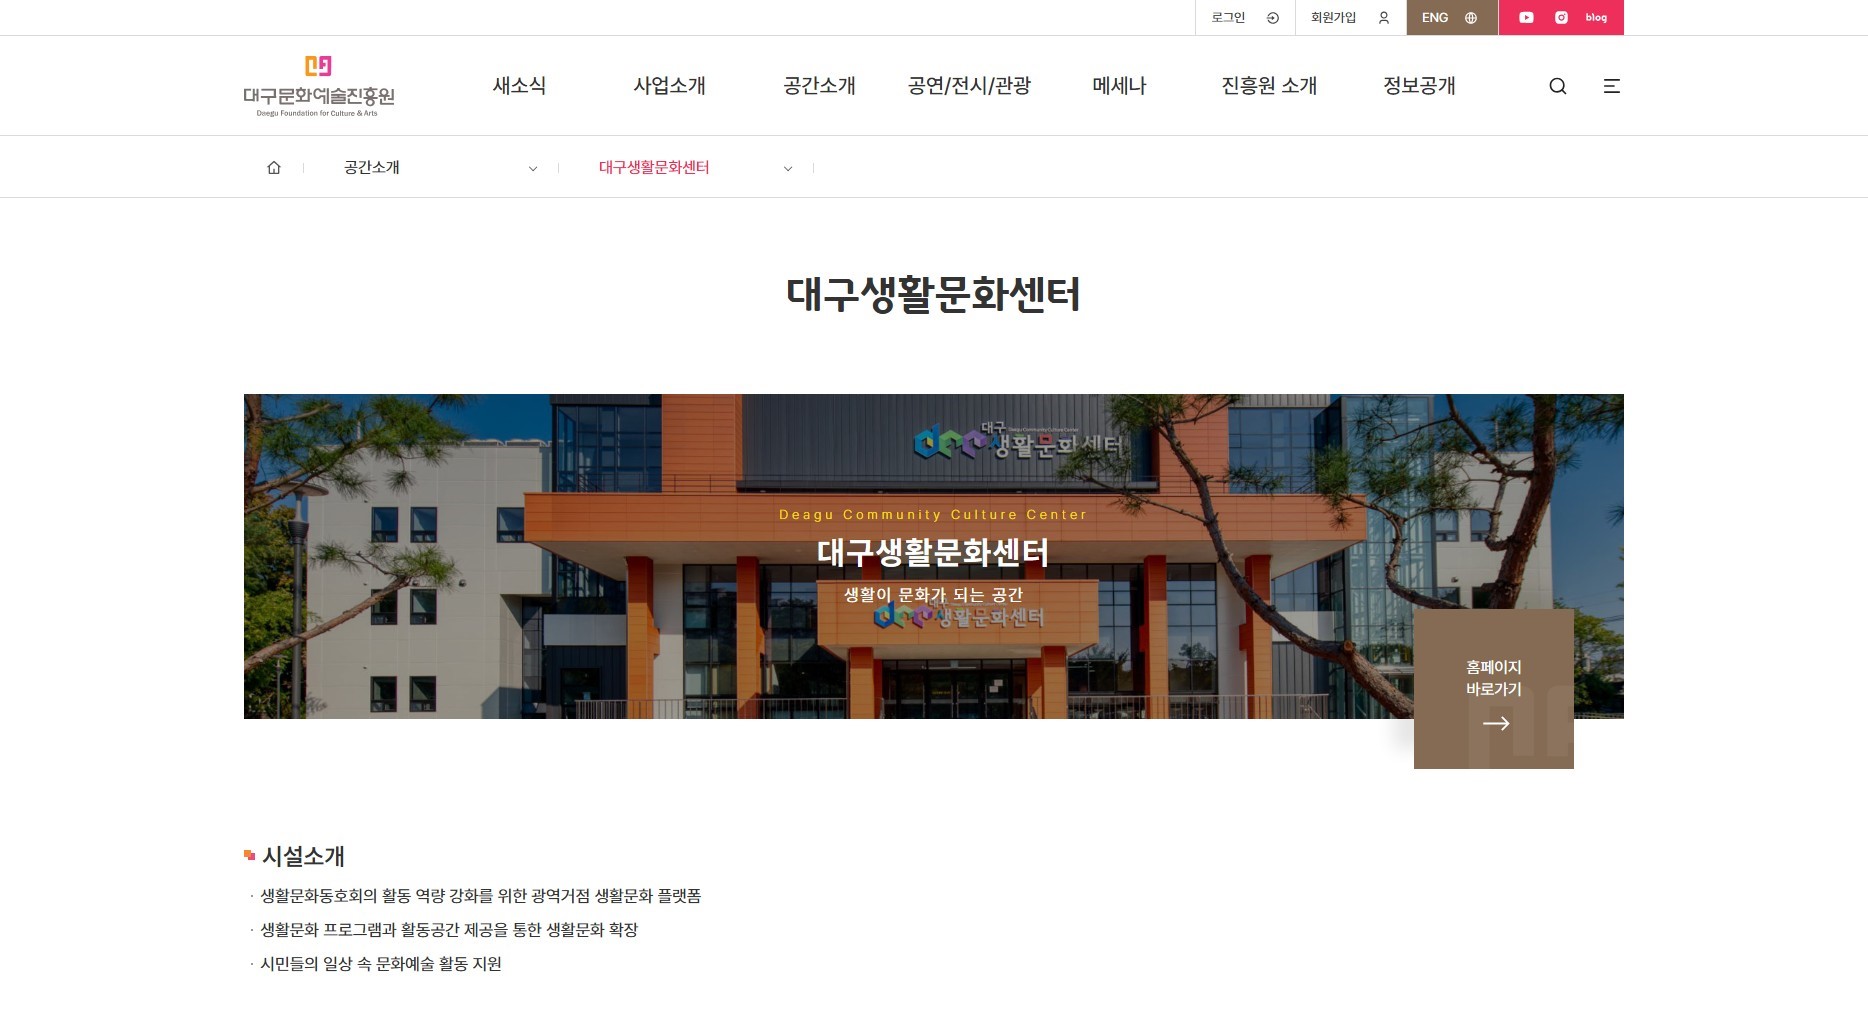 로그인
회원가입
ENG
blog
대구문화예술진흥원
Daegu Foundation for Culture & Arts
새소식
사업소개
공간소개
공연/전시/관광
메세나
진흥원 소개
정보공개
공간소개
대구생활문화센터
대구생활문화센터
대구
생활문화센터
Deagu Community Culture Center
대구생활문화센터
생활이 문화가 되는 공간
생활문화센터
홈페이지
바로가기
시설소개
· 생활문화동호회의 활동 역량 강화를 위한 광역거점 생활문화 플랫폼
· 생활문화 프로그램과 활동공간 제공을 통한 생활문화 확장
· 시민들의 일상 속 문화예술 활동 지원